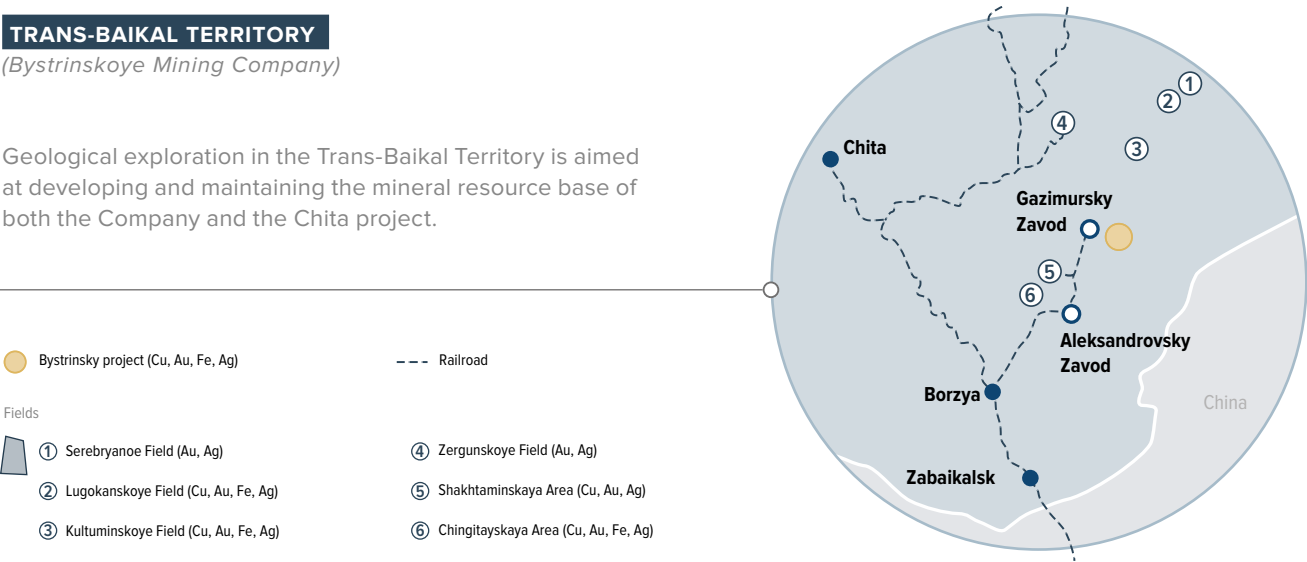 TRANS-BAIKAL TERRITORY
(Bystrinskoye Mining Company)
Geological exploration in the Trans-Baikal Territory is aimed
at developing and maintaining the mineral resource base of
both the Company and the Chita project.
Bystrinsky project (Cu, Au, Fe, Ag)
Railroad
Fields
1 Serebryanoe Field (Au, Ag)
2 Lugokanskoye Field (Cu, Au, Fe, Ag)
3 Kultuminskoye Field (Cu, Au, Fe, Ag)
4 Zergunskoye Field (Au, Ag)
5 Shakhtaminskaya Area (Cu, Au, Ag)
6 Chingitayskaya Area (Cu, Au, Fe, Ag)
1
2
4
3
Chita
Gazimursky
Zavod
5
6
Aleksandrovsky
Zavod
Borzya
China
Zabaikalsk